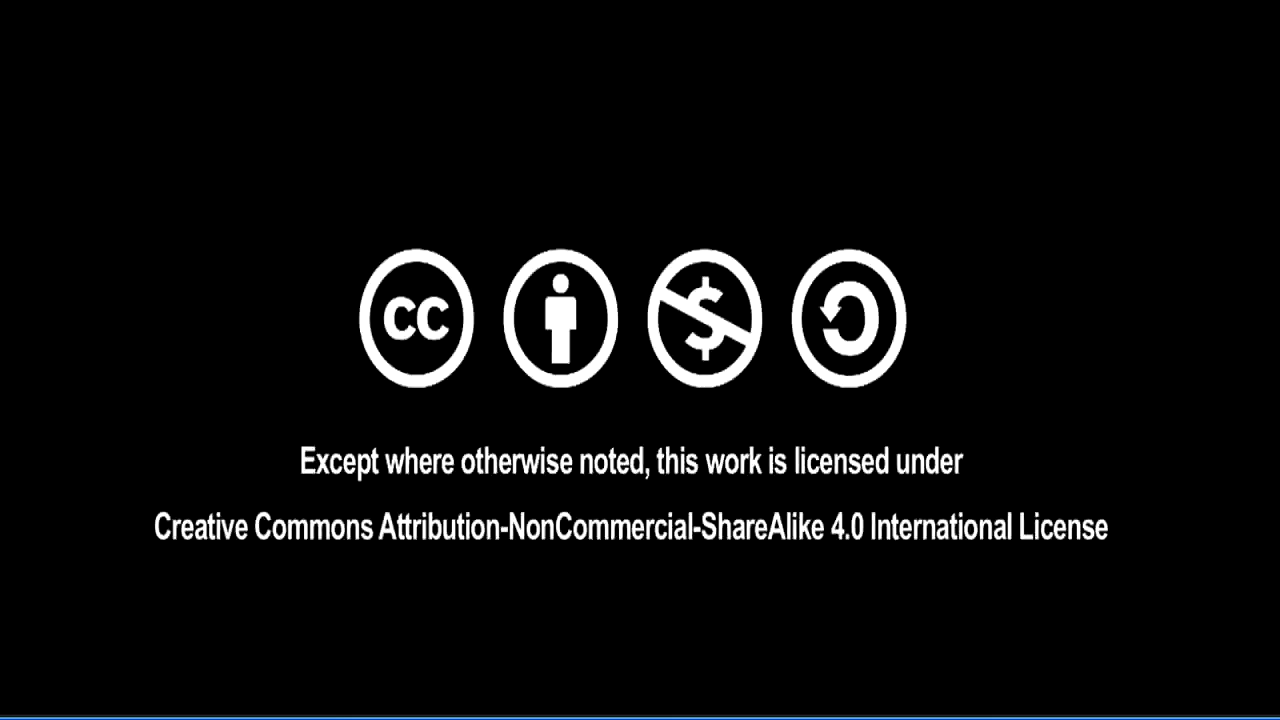 cc
$
Except where otherwise noted, this work is licensed under
Creative Commons Attribution-NonCommercial-ShareAlike 4.0 International License